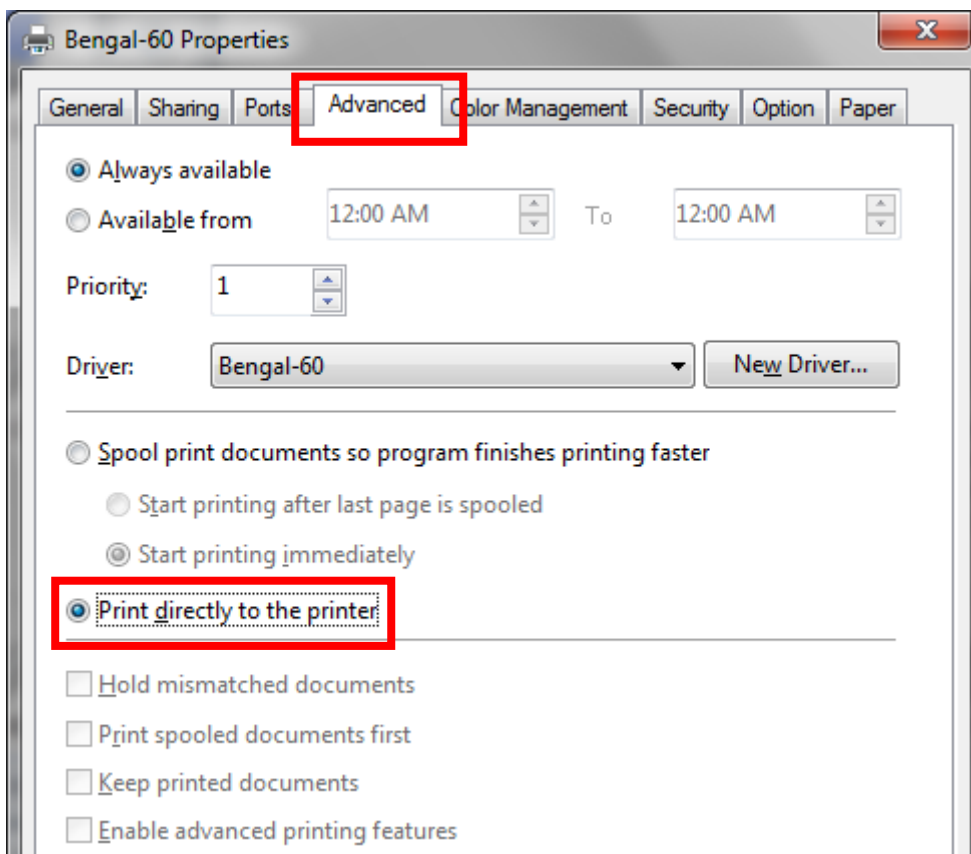 Bengal-60 Properties
General Sharing Ports Advanced Color Management Security Option Paper
Always available
Available from 12:00 AM To 12:00 AM
Priority: 1
Driver: Bengal-60 New Driver...
Spool print documents so program finishes printing faster
Start printing after last page is spooled
Start printing immediately
Print directly to the printer
Hold mismatched documents
Print spooled documents first
Keep printed documents
Enable advanced printing features